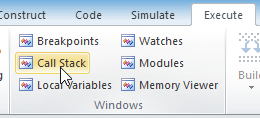 Construct Code Simulate Execute
Breakpoints Watches
Call Stack Modules
Local Variables Memory Viewer
Windows
Build